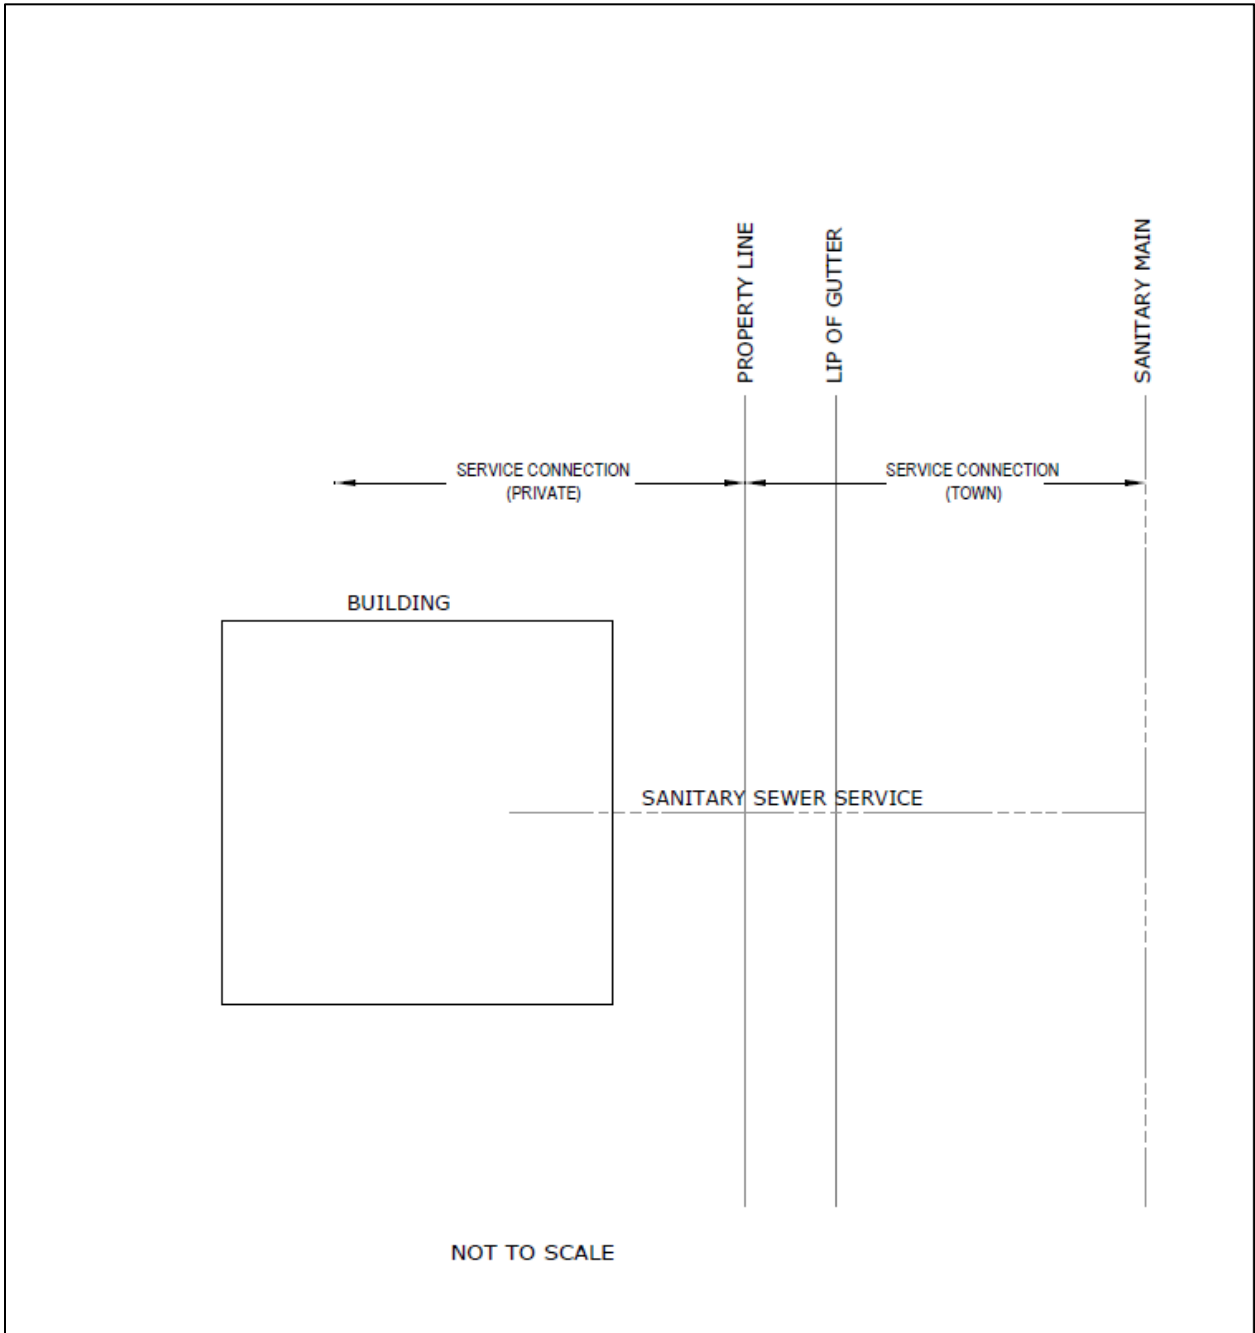 PROPERTY LINE
LIP OF GUTTER
SANITARY MAIN
SERVICE CONNECTION
(PRIVATE)
SERVICE CONNECTION
(TOWN)
BUILDING
SANITARY SEWER SERVICE
NOT TO SCALE